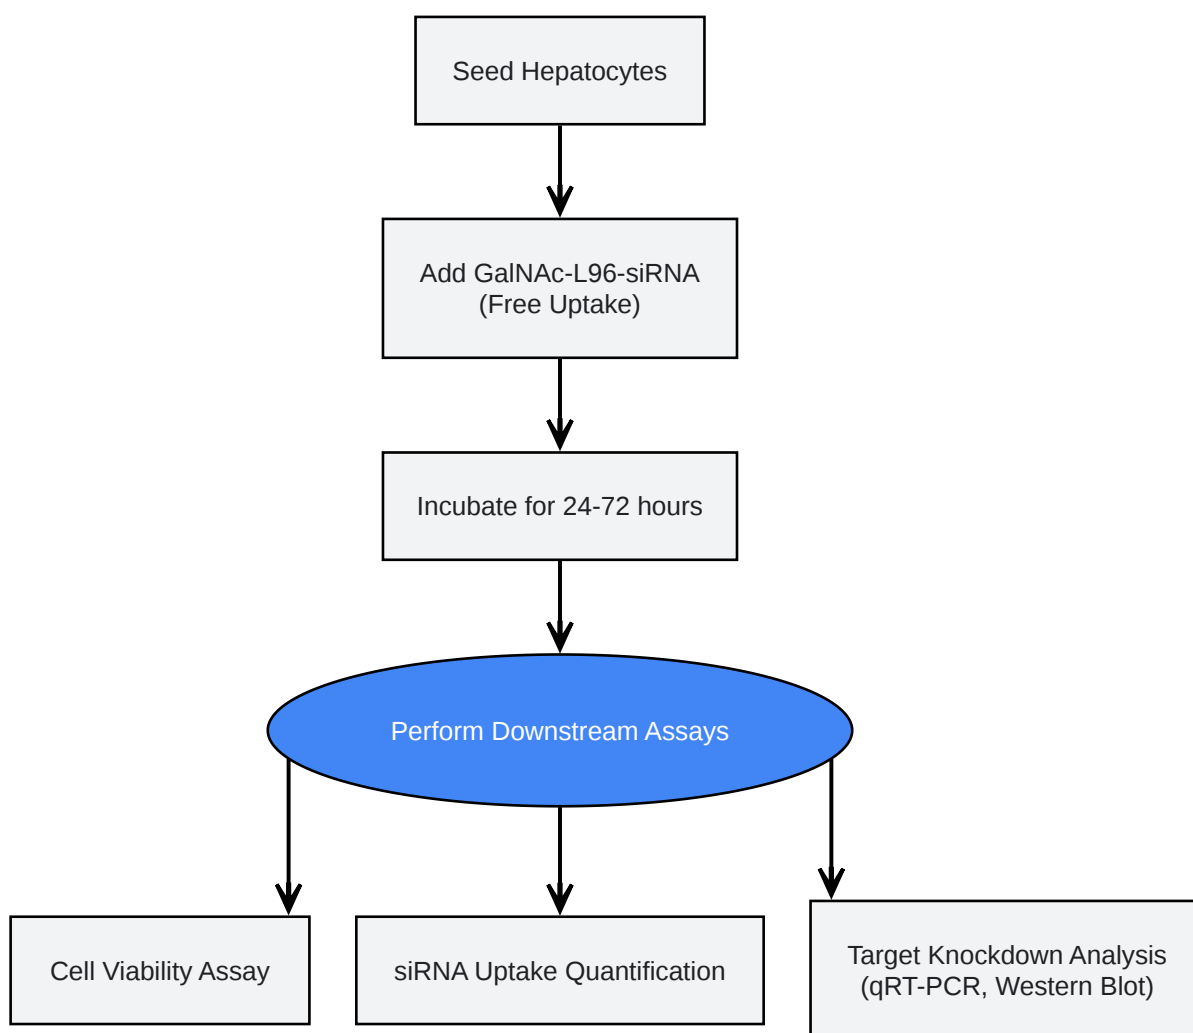 Seed Hepatocytes
Add GalNAc-L96-siRNA
(Free Uptake)
Incubate for 24-72 hours
Perform Downstream Assays
Cell Viability Assay
siRNA Uptake Quantification
Target Knockdown Analysis
(qRT-PCR, Western Blot)